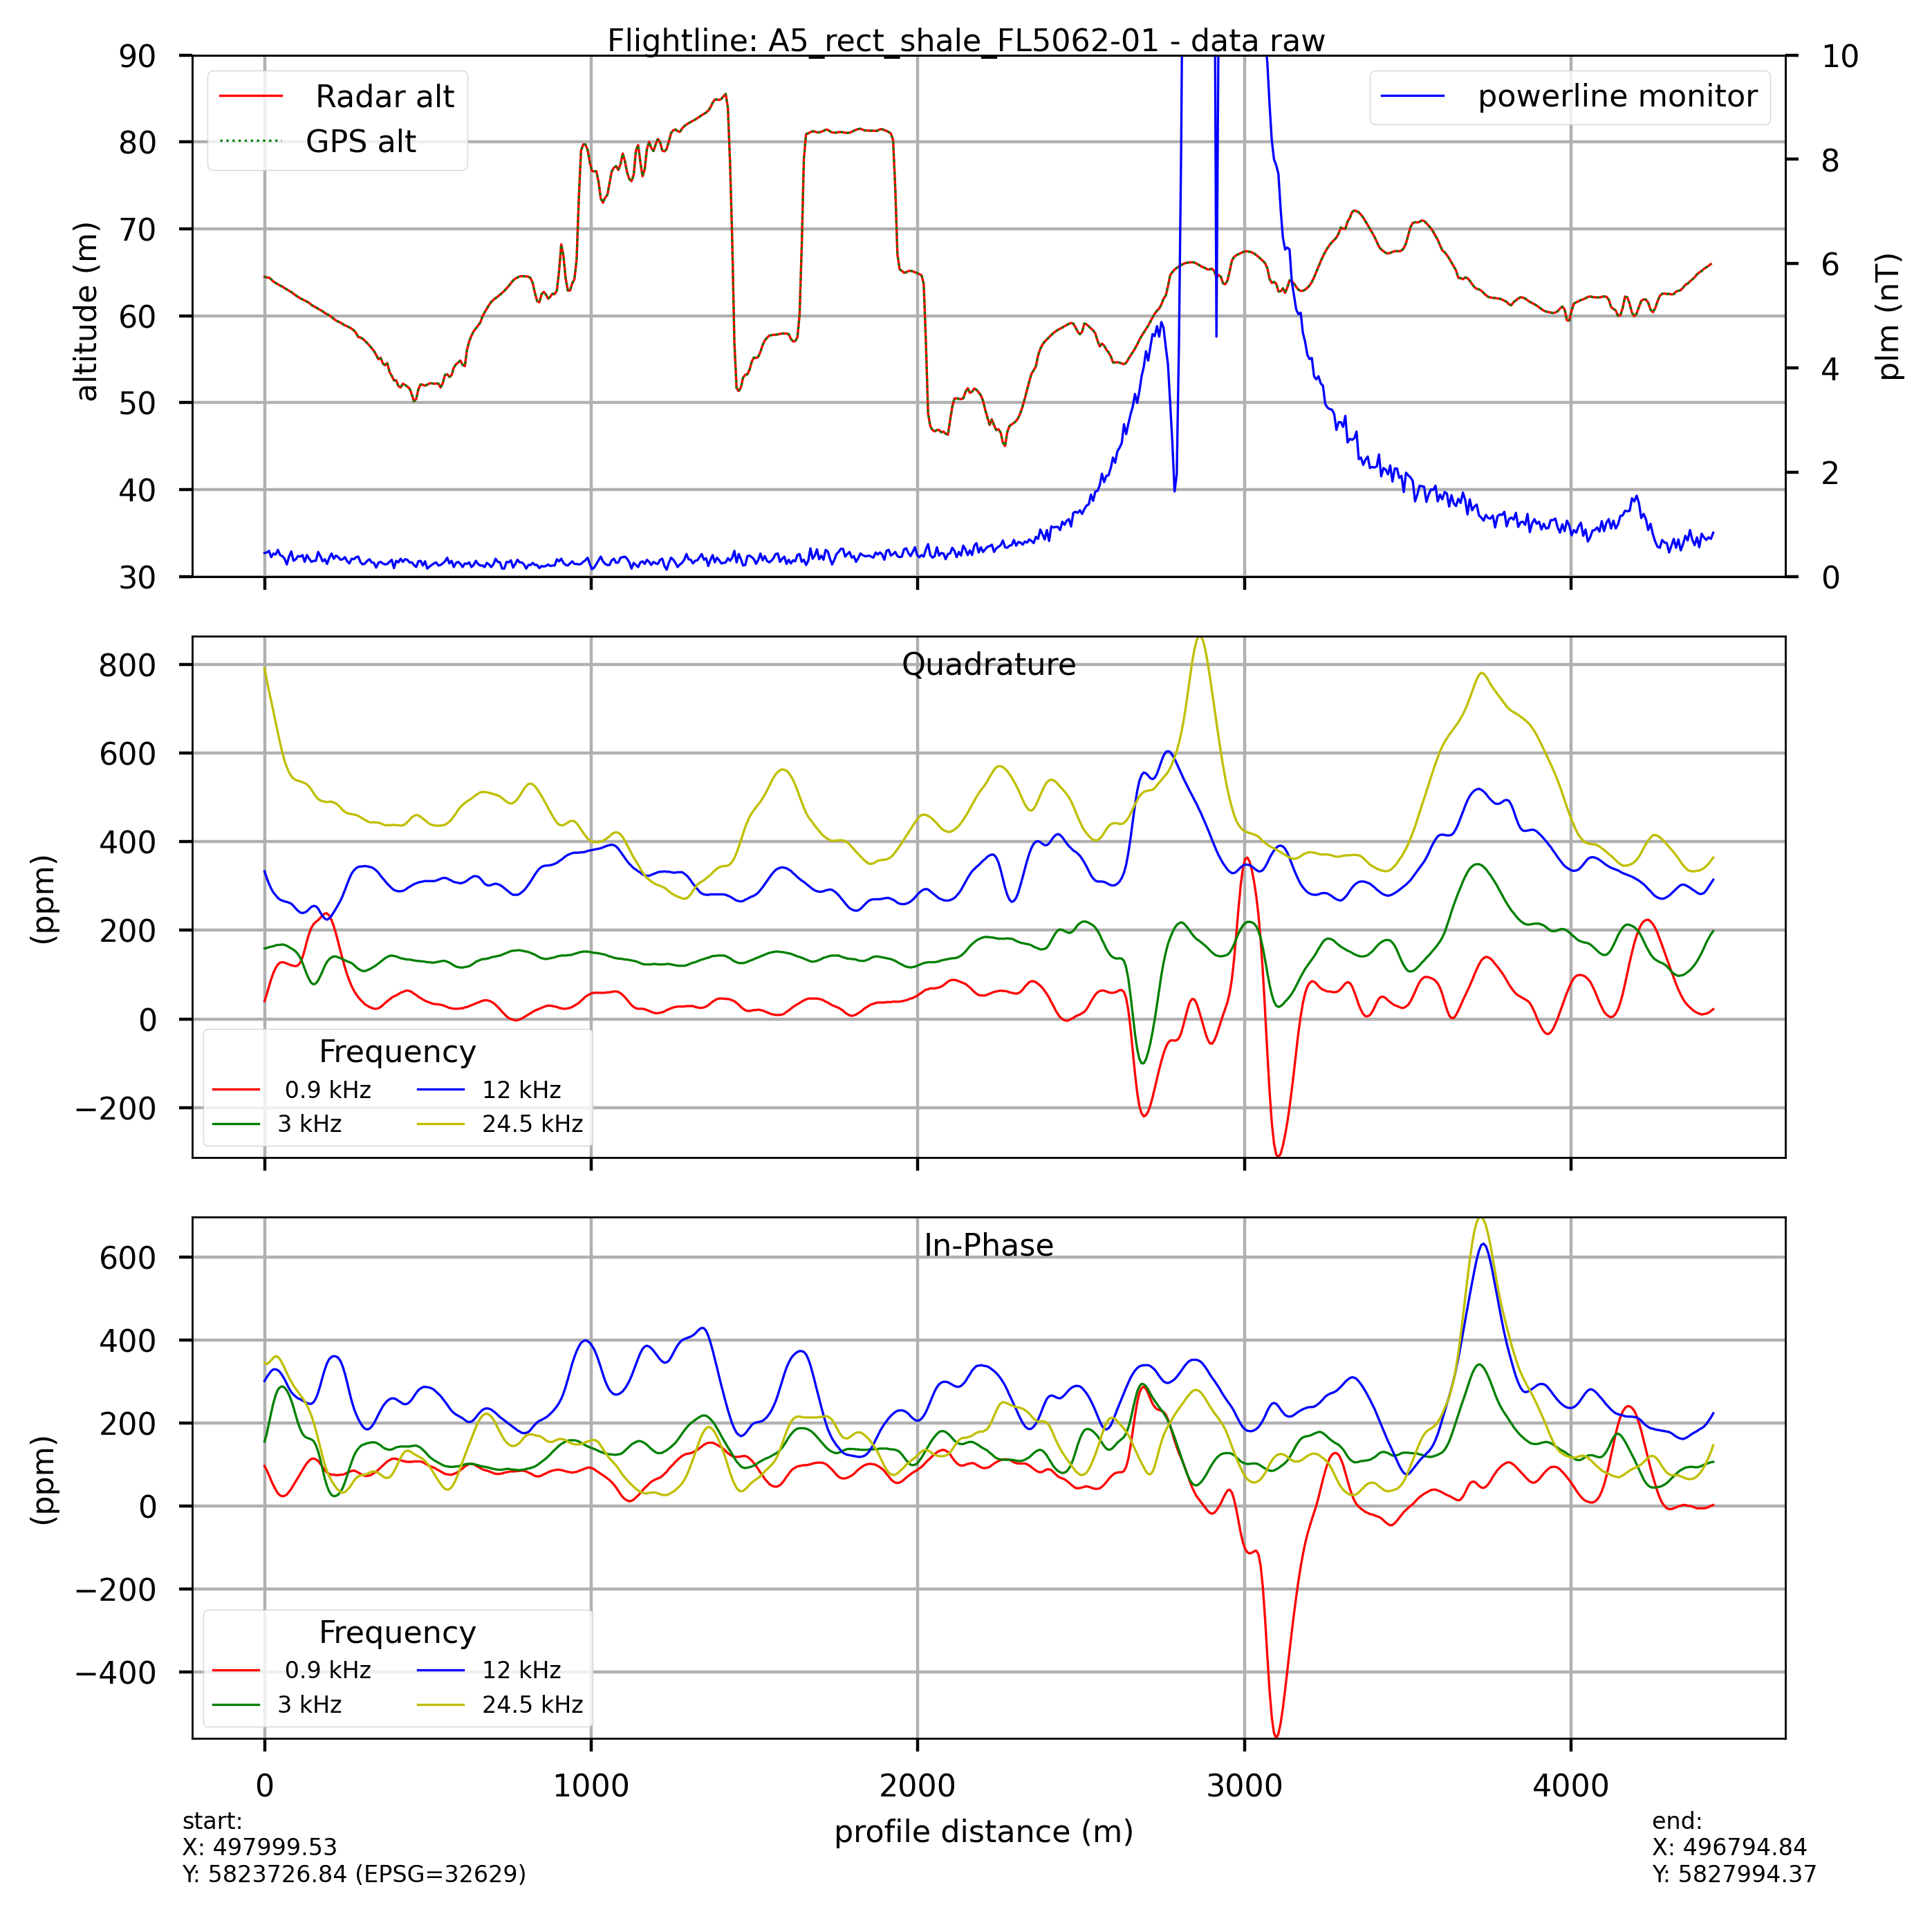 Flightline: A5_rect_shale_FL5062-01 - data raw
90
80
70
60
50
40
30
altitude (m)
Radar alt
GPS alt
powerline monitor
10
8
6
4
2
0
plm (nT)
Quadrature
800
600
400
200
0
−200
(ppm)
Frequency
0.9 kHz 12 kHz
3 kHz 24.5 kHz
In-Phase
600
400
200
0
−200
−400
(ppm)
Frequency
0.9 kHz 12 kHz
3 kHz 24.5 kHz
0 1000 2000 3000 4000
profile distance (m)
start:
X: 497999.53
Y: 5823726.84 (EPSG=32629)
end:
X: 496794.84
Y: 5827994.37